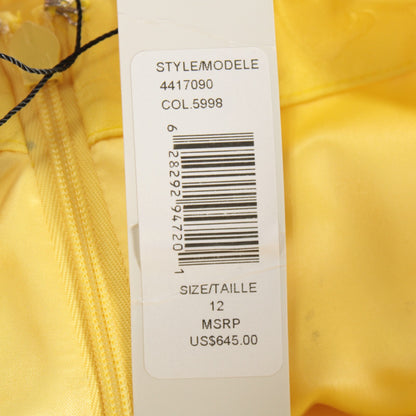 STYLE/MODELE
4417090
COL.5998
6 28292 94720 1
SIZE/TAILLE
12
MSRP
US$645.00